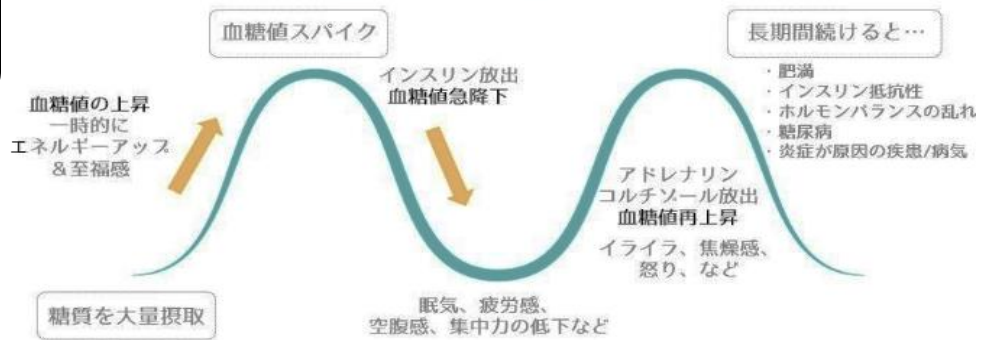 血糖値スパイク
長期間続けると…
・肥満
・インスリン抵抗性
・ホルモンバランスの乱れ
・糖尿病
・炎症が原因の疾患/病気
インスリン放出
血糖値急降下
血糖値の上昇
一時的に
エネルギーアップ
&至福感
アドレナリン
コルチゾール放出
血糖値再上昇
イライラ、焦燥感、
怒り、など
糖質を大量摂取
眠気、疲労感、
空腹感、集中力の低下など